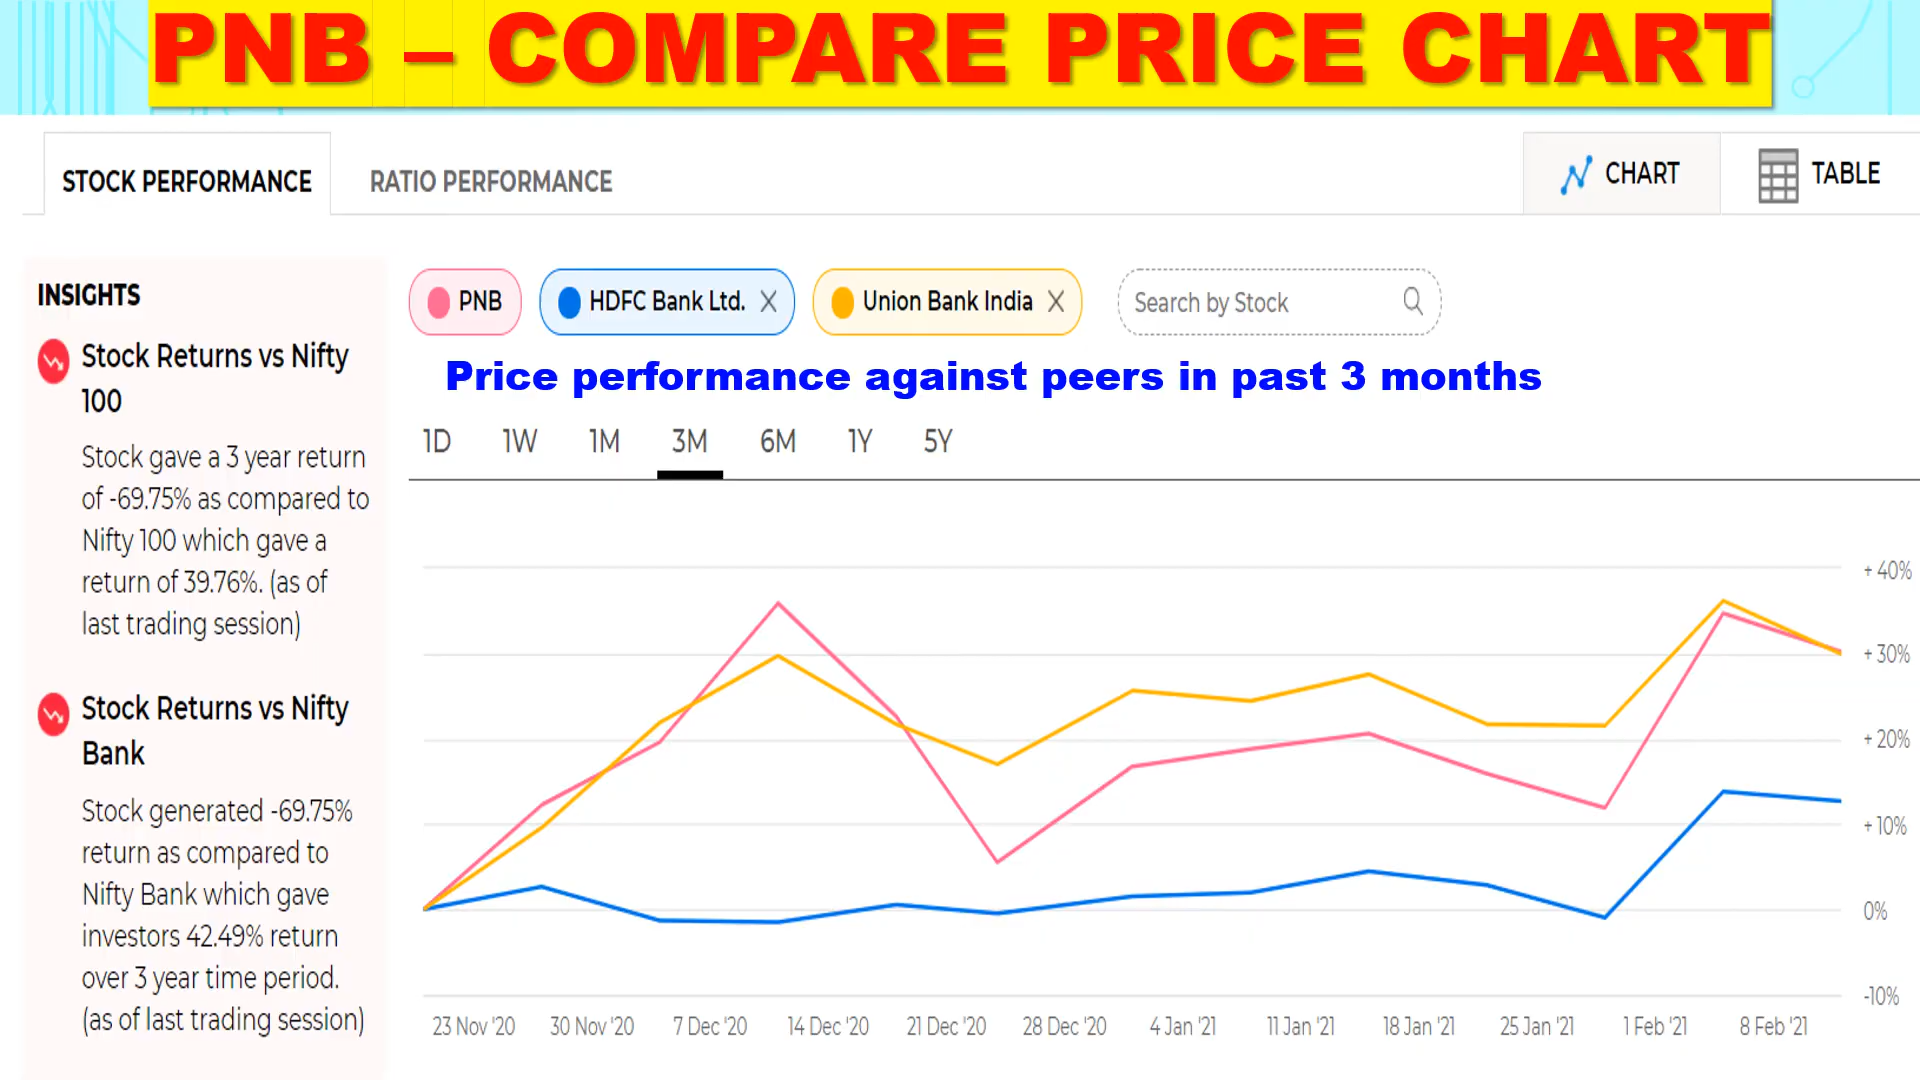 PNB – COMPARE PRICE CHART
STOCK PERFORMANCE
RATIO PERFORMANCE
CHART
TABLE
INSIGHTS
Stock Returns vs Nifty
100
Stock gave a 3 year return
of -69.75% as compared to
Nifty 100 which gave a
return of 39.76%. (as of
last trading session)
Stock Returns vs Nifty
Bank
Stock generated -69.75%
return as compared to
Nifty Bank which gave
investors 42.49% return
over 3 year time period.
(as of last trading session)
PNB
HDFC Bank Ltd. X
Union Bank India X
Search by Stock
Price performance against peers in past 3 months
1D 1W 1M 3M 6M 1Y 5Y
+ 40%
+ 30%
+ 20%
+ 10%
0%
-10%
23 Nov '20 30 Nov '20 7 Dec '20 14 Dec '20 21 Dec '20 28 Dec '20 4 Jan '21 11 Jan '21 18 Jan '21 25 Jan '21 1 Feb '21 8 Feb '21